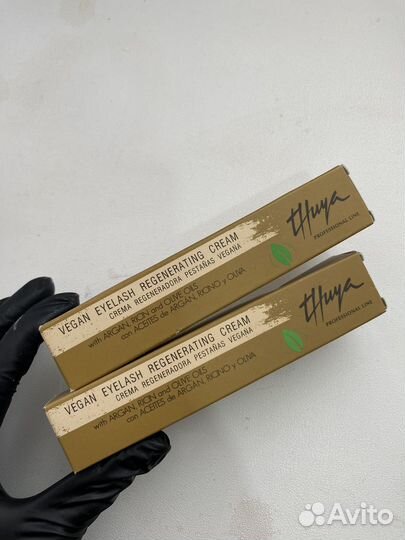 VEGAN EYELASH REGENERATING CREAM
CREMA REGENERADORA PESTAÑAS VEGANA
with ARGAN, RICIN and OLIVE OILS
con ACEITES de ARGÁN, RICINO y OLIVA
tHuya
PROFESSIONAL LINE
VEGAN EYELASH REGENERATING CREAM
CREMA REGENERADORA PESTAÑAS VEGANA
with ARGAN, RICIN and OLIVE OILS
con ACEITES de ARGÁN, RICINO y OLIVA
tHuya
PROFESSIONAL LINE
Avito